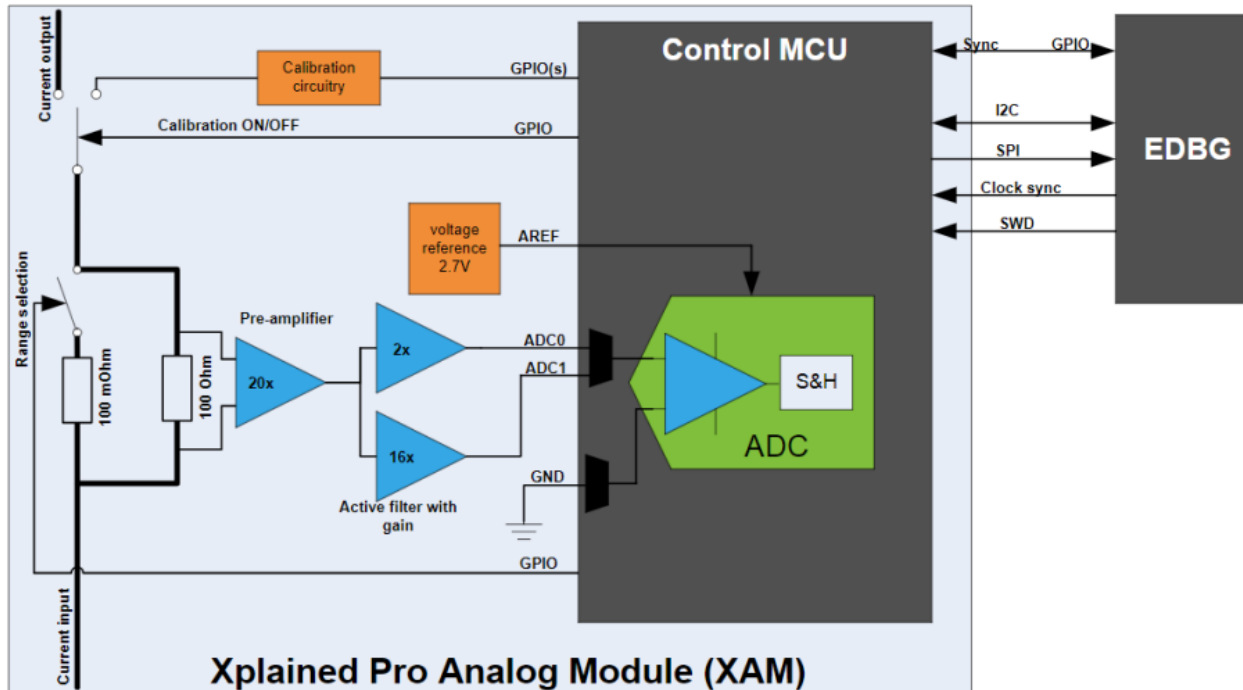 Current output
Calibration
circuitry
GPIO(s)
Control MCU
Sync
GPIO
Calibration ON/OFF
GPIO
I2C
SPI
EDBG
Clock sync
SWD
voltage
reference
2.7V
AREF
Range selection
Pre-amplifier
2x
ADC0
ADC1
100 mOhm
100 Ohm
20x
S&H
ADC
16x
GND
Active filter with
gain
GPIO
Current input
Xplained Pro Analog Module (XAM)